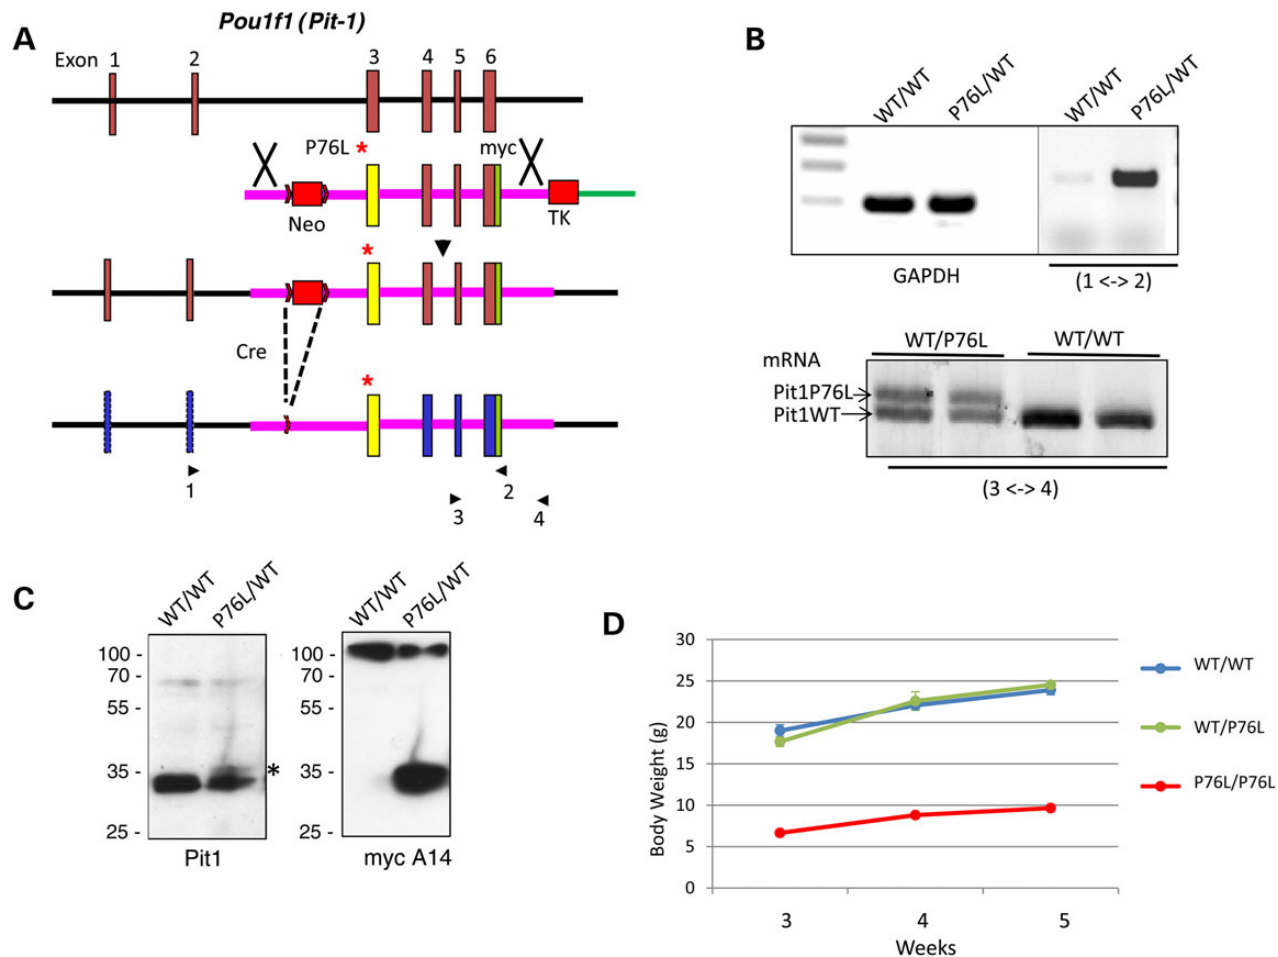 A
Pou1f1 (Pit-1)
Exon 1 2 3 4 5 6
P76L * myc
Neo TK
*
Cre
*
1 2
3 4
B
WT/WT P76L/WT WT/WT P76L/WT
GAPDH (1 <-> 2)
WT/P76L WT/WT
mRNA
Pit1P76L
Pit1WT
(3 <-> 4)
C
WT/WT P76L/WT WT/WT P76L/WT
100 - 100 -
70 - 70 -
55 - 55 -
35 - * 35 -
25 - 25 -
Pit1 myc A14
D
30
25
20
15
10
5
0
Body Weight (g)
3 4 5
Weeks
WT/WT
WT/P76L
P76L/P76L